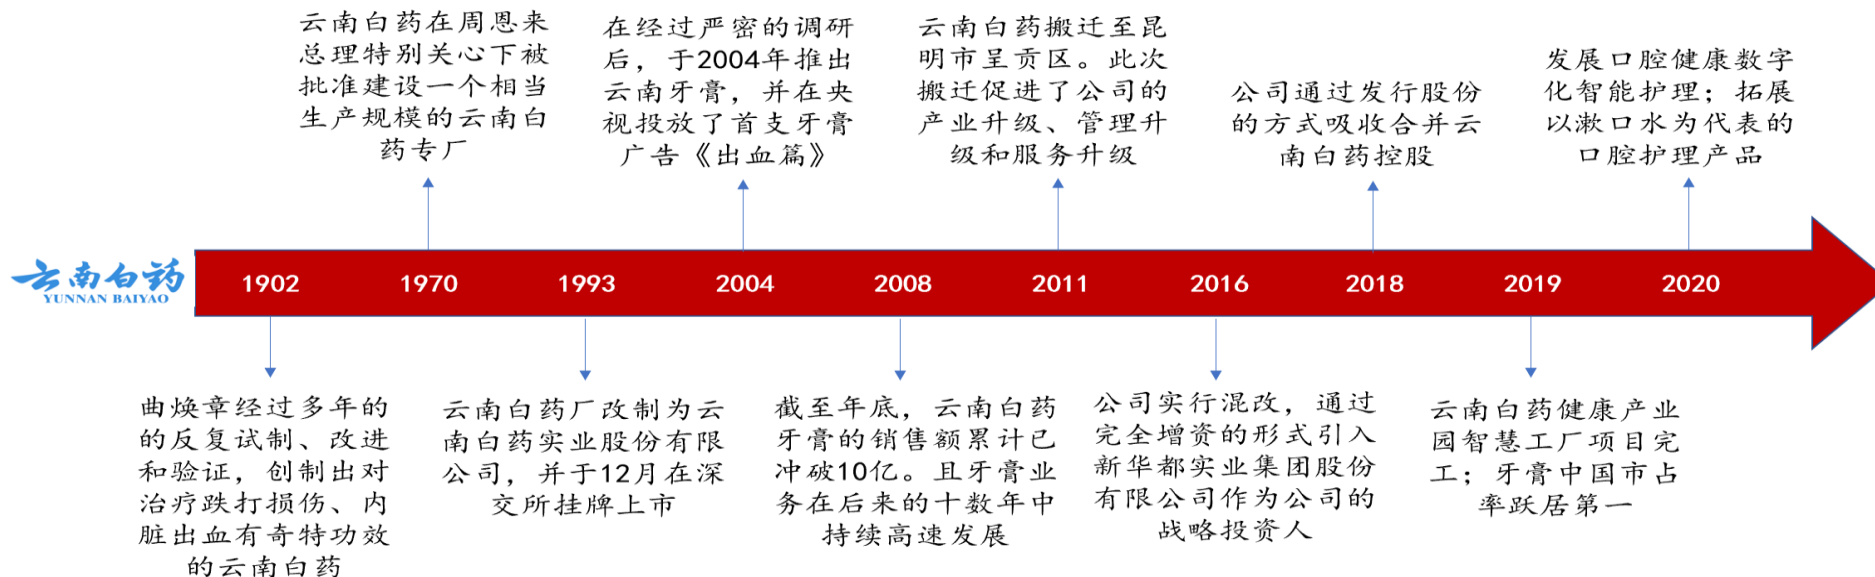 云南白药在周恩来
总理特别关心下被
批准建设一个相当
生产规模的云南白
药专厂
在经过严密的调研
后，于2004年推出
云南牙膏，并在央
视投放了首支牙膏
广告《出血篇》
云南白药搬迁至昆
明市呈贡区。此次
搬迁促进了公司的
产业升级、管理升
级和服务升级
公司通过发行股份
的方式吸收合并云
南白药控股
发展口腔健康数字
化智能护理；拓展
以漱口水为代表的
口腔护理产品
云南白药
YUNNAN BAIYAO
1902 1970 1993 2004 2008 2011 2016 2018 2019 2020
曲焕章经过多年的
的反复试制、改进
和验证，创制出对
治疗跌打损伤、内
脏出血有奇特功效
的云南白药
云南白药厂改制为云
南白药实业股份有限
公司，并于12月在深
交所挂牌上市
截至年底，云南白药
牙膏的销售额累计已
冲破10亿。且牙膏业
务在后来的十数年中
持续高速发展
公司实行混改，通过
完全增资的形式引入
新华都实业集团股份
有限公司作为公司的
战略投资人
云南白药健康产业
园智慧工厂项目完
工；牙膏中国市占
率跃居第一